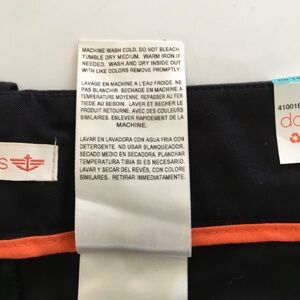 MACHINE WASH COLD. DO NOT BLEACH,
TUMBLE DRY MEDIUM. WARM IRON IF
NEEDED. WASH AND DRY INSIDE OUT
WITH LIKE COLORS REMOVE PROMPTLY.
LAVAGE EN MACHINE A L'EAU FROIDE. NE
PAS BLANCHIR. SECHAGE EN MACHINE A
TEMPERATURE MOYENNE. REPASSER AU FER
TIEDE AU BESOIN. LAVER ET SECHER LE
PRODUIT RETOURNE, AVEC DES COULEURS
SIMILAIRES. ENLEVER RAPIDEMENT DE LA
MACHINE.
LAVAR EN LAVADORA CON AGUA FRIA CON
DETERGENTE. NO USAR BLANQUEADOR.
SECADO MEDIO EN SECADORA. PLANCHAR
TEMPERATURA TIBIA SI ES NECESARIO.
LAVAR Y SECAR DEL REVÉS, CON COLORES
SIMILARES. RETIRAR INMEDIATAMENTE.
S
410016
do